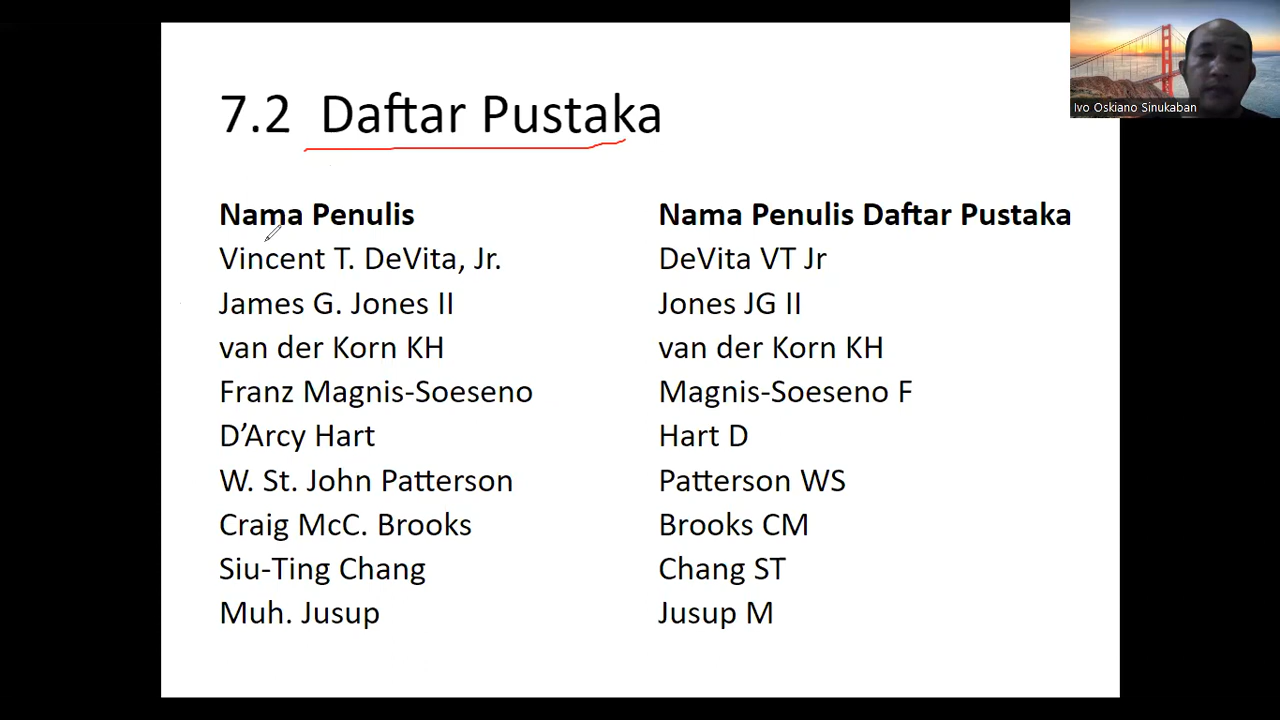 7.2 Daftar Pustaka
Ivo Oskiano Sinukaban
Nama Penulis Nama Penulis Daftar Pustaka
Vincent T. DeVita, Jr. DeVita VT Jr
James G. Jones II Jones JG II
van der Korn KH van der Korn KH
Franz Magnis-Soeseno Magnis-Soeseno F
D’Arcy Hart Hart D
W. St. John Patterson Patterson WS
Craig McC. Brooks Brooks CM
Siu-Ting Chang Chang ST
Muh. Jusup Jusup M